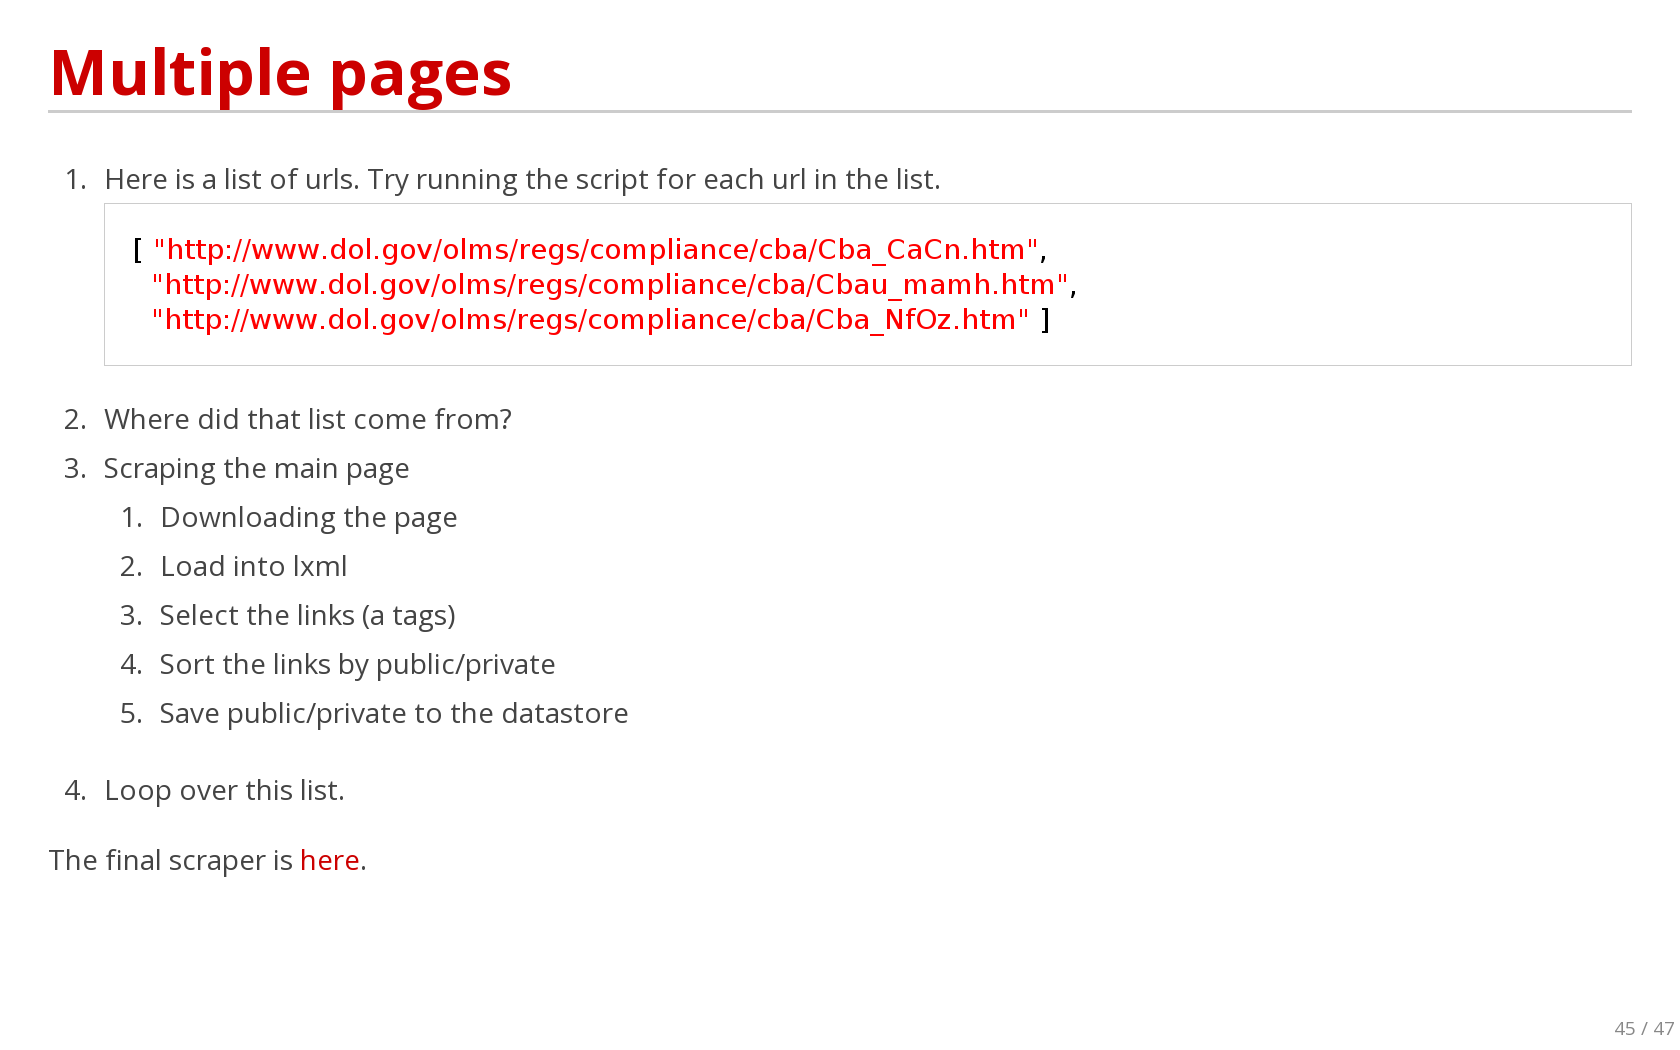 Multiple pages
1. Here is a list of urls. Try running the script for each url in the list.
[ "http://www.dol.gov/olms/regs/compliance/cba/Cba_CaCn.htm",
"http://www.dol.gov/olms/regs/compliance/cba/Cbau_mamh.htm",
"http://www.dol.gov/olms/regs/compliance/cba/Cba_NfOz.htm" ]
2. Where did that list come from?
3. Scraping the main page
1. Downloading the page
2. Load into lxml
3. Select the links (a tags)
4. Sort the links by public/private
5. Save public/private to the datastore
4. Loop over this list.
The final scraper is here.
45 / 47